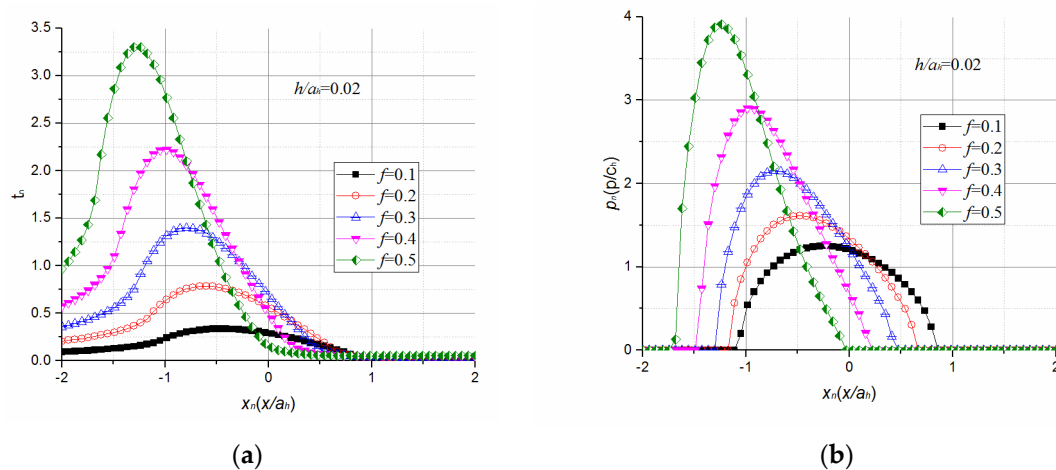 3.5
3.0
2.5
2.0
1.5
1.0
0.5
0.0
tₙ
h/aₕ=0.02
f=0.1
f=0.2
f=0.3
f=0.4
f=0.5
-2 -1 0 1 2
xₙ(x/aₕ)
(a)
4
3
2
1
0
pₙ(p/cₕ)
h/aₕ=0.02
f=0.1
f=0.2
f=0.3
f=0.4
f=0.5
-2 -1 0 1 2
xₙ(x/aₕ)
(b)